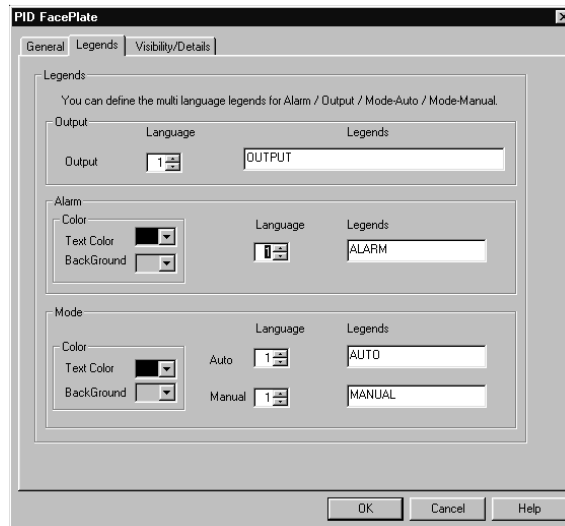 PID FacePlate
General Legends Visibility/Details
Legends
You can define the multi language legends for Alarm / Output / Mode-Auto / Mode-Manual.
Output
Language Legends
Output 1 OUTPUT
Alarm
Color
Language Legends
Text Color
1 ALARM
BackGround
Mode
Language Legends
Color
Auto 1 AUTO
Text Color
BackGround
Manual 1 MANUAL
OK Cancel Help